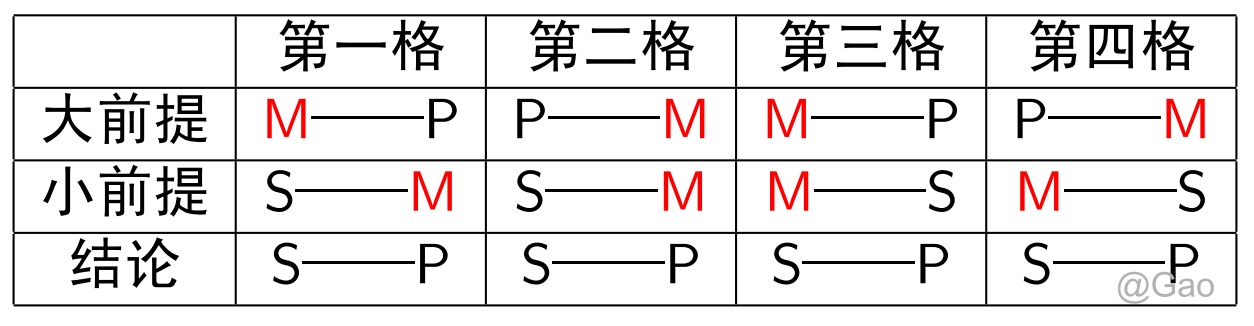 第一格 第二格 第三格 第四格
大前提 M——P P——M M——P P——M
小前提 S——M S——M M——S M——S
结论 S——P S——P S——P S——P
@Gao